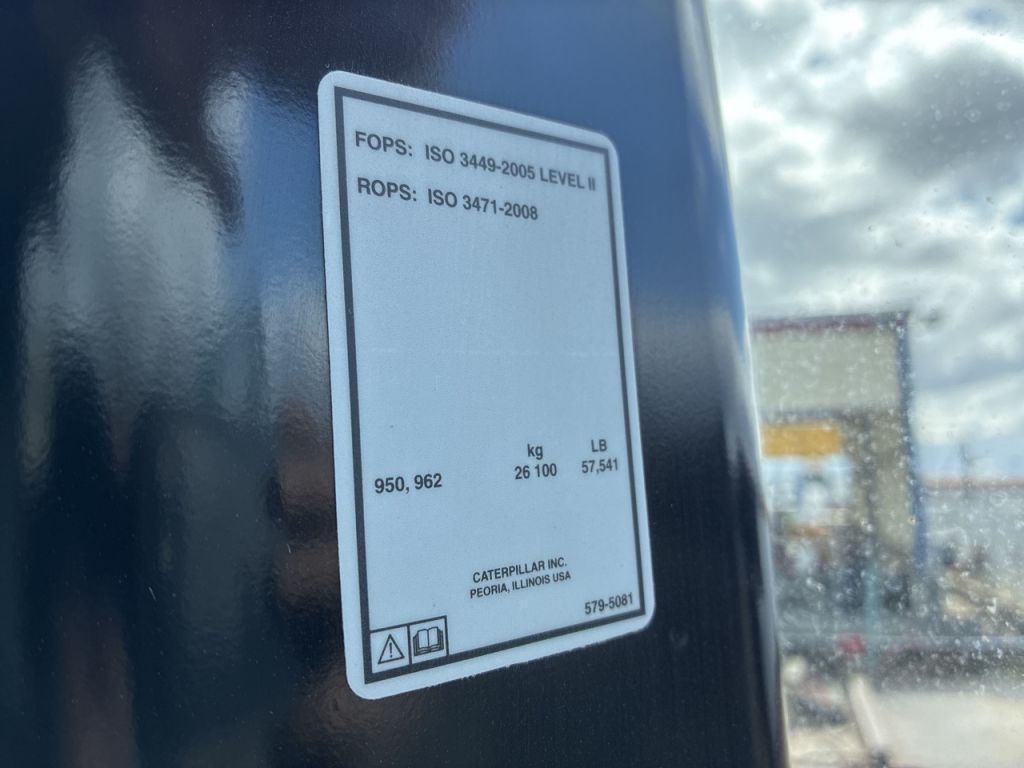 FOPS: ISO 3449-2005 LEVEL II
ROPS: ISO 3471-2008
kg LB
950, 962 26 100 57,541
CATERPILLAR INC.
PEORIA, ILLINOIS USA
579-5081